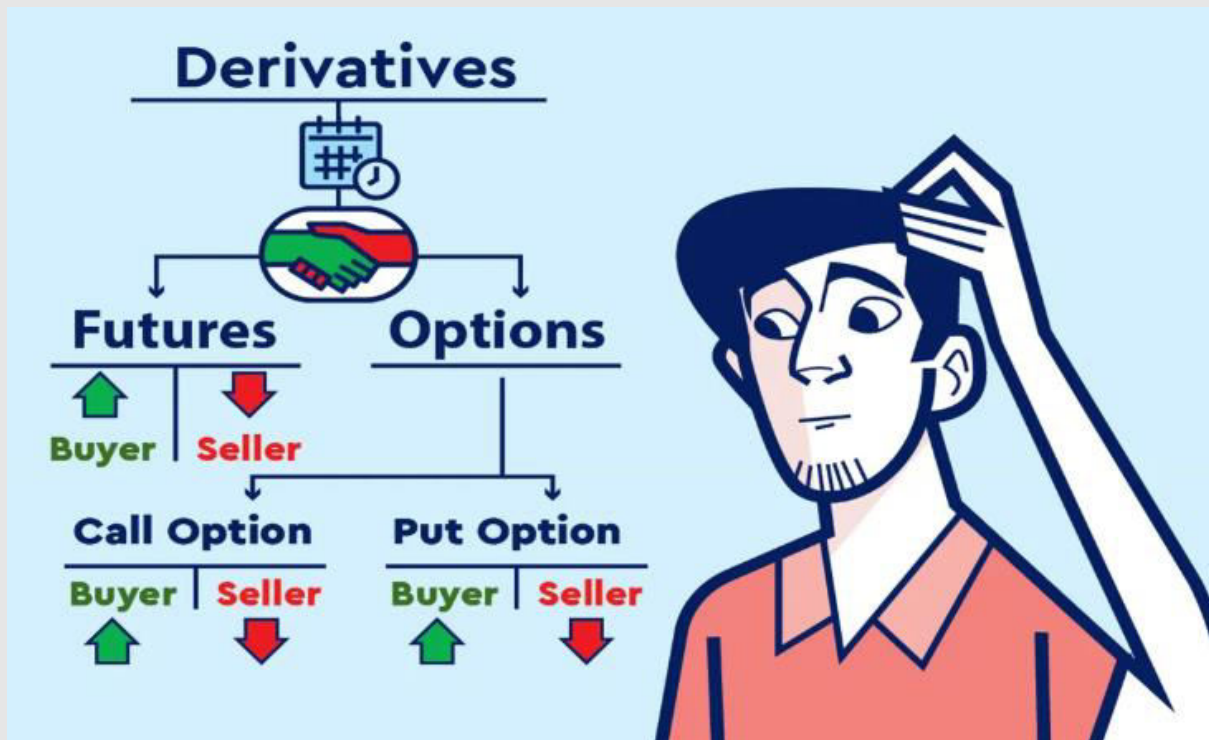 Derivatives
Futures Options
Buyer Seller
Call Option Put Option
Buyer Seller Buyer Seller